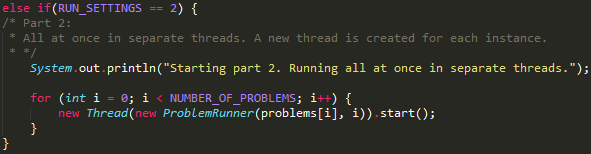 else if(RUN_SETTINGS == 2) {
/* Part 2:
 * All at once in separate threads. A new thread is created for each instance.
 * */
    System.out.println("Starting part 2. Running all at once in separate threads.");

    for (int i = 0; i < NUMBER_OF_PROBLEMS; i++) {
        new Thread(new ProblemRunner(problems[i], i)).start();
    }
}